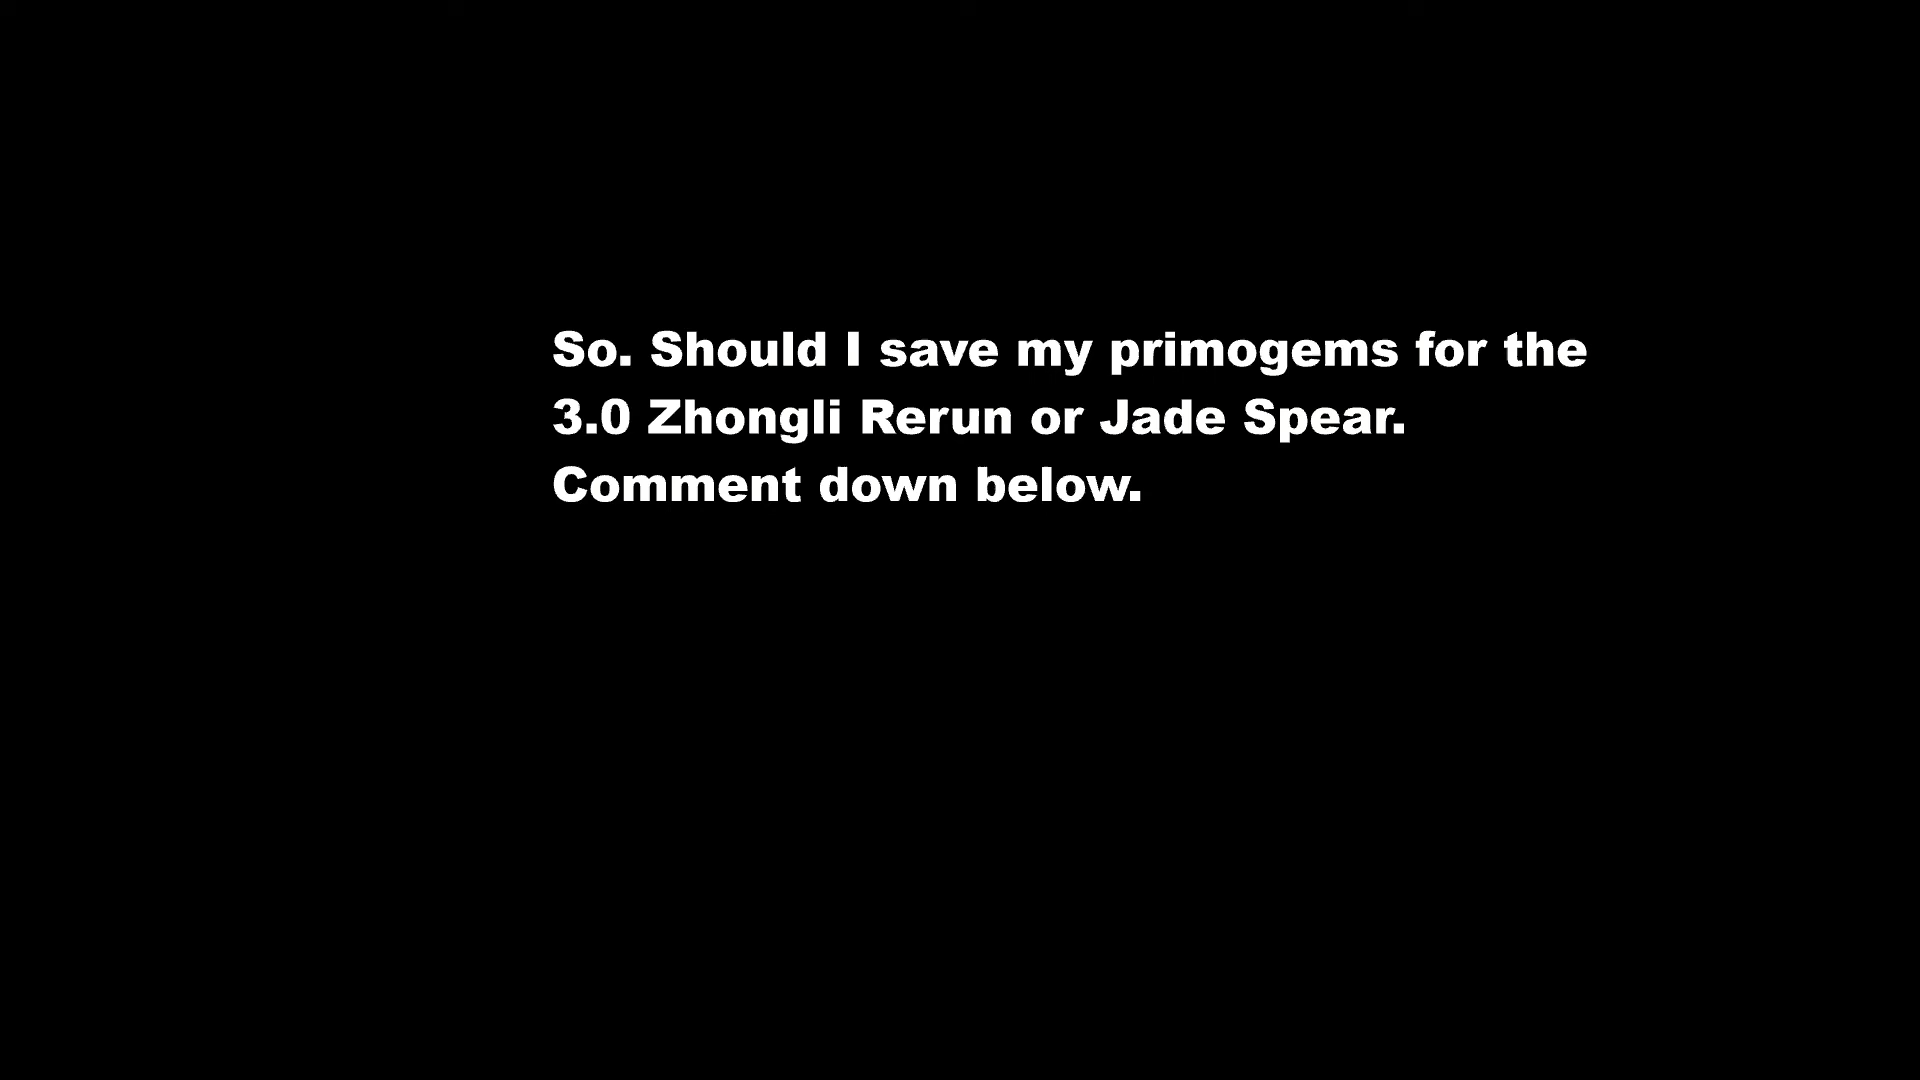 So. Should I save my primogems for the
3.0 Zhongli Rerun or Jade Spear.
Comment down below.